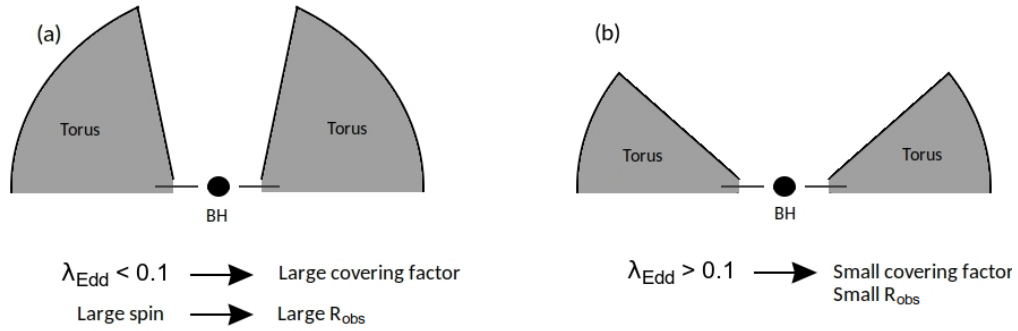 (a)
Torus
Torus
BH
λEdd < 0.1 Large covering factor
Large spin Large Robs
(b)
Torus
Torus
BH
λEdd > 0.1 Small covering factor
Small Robs